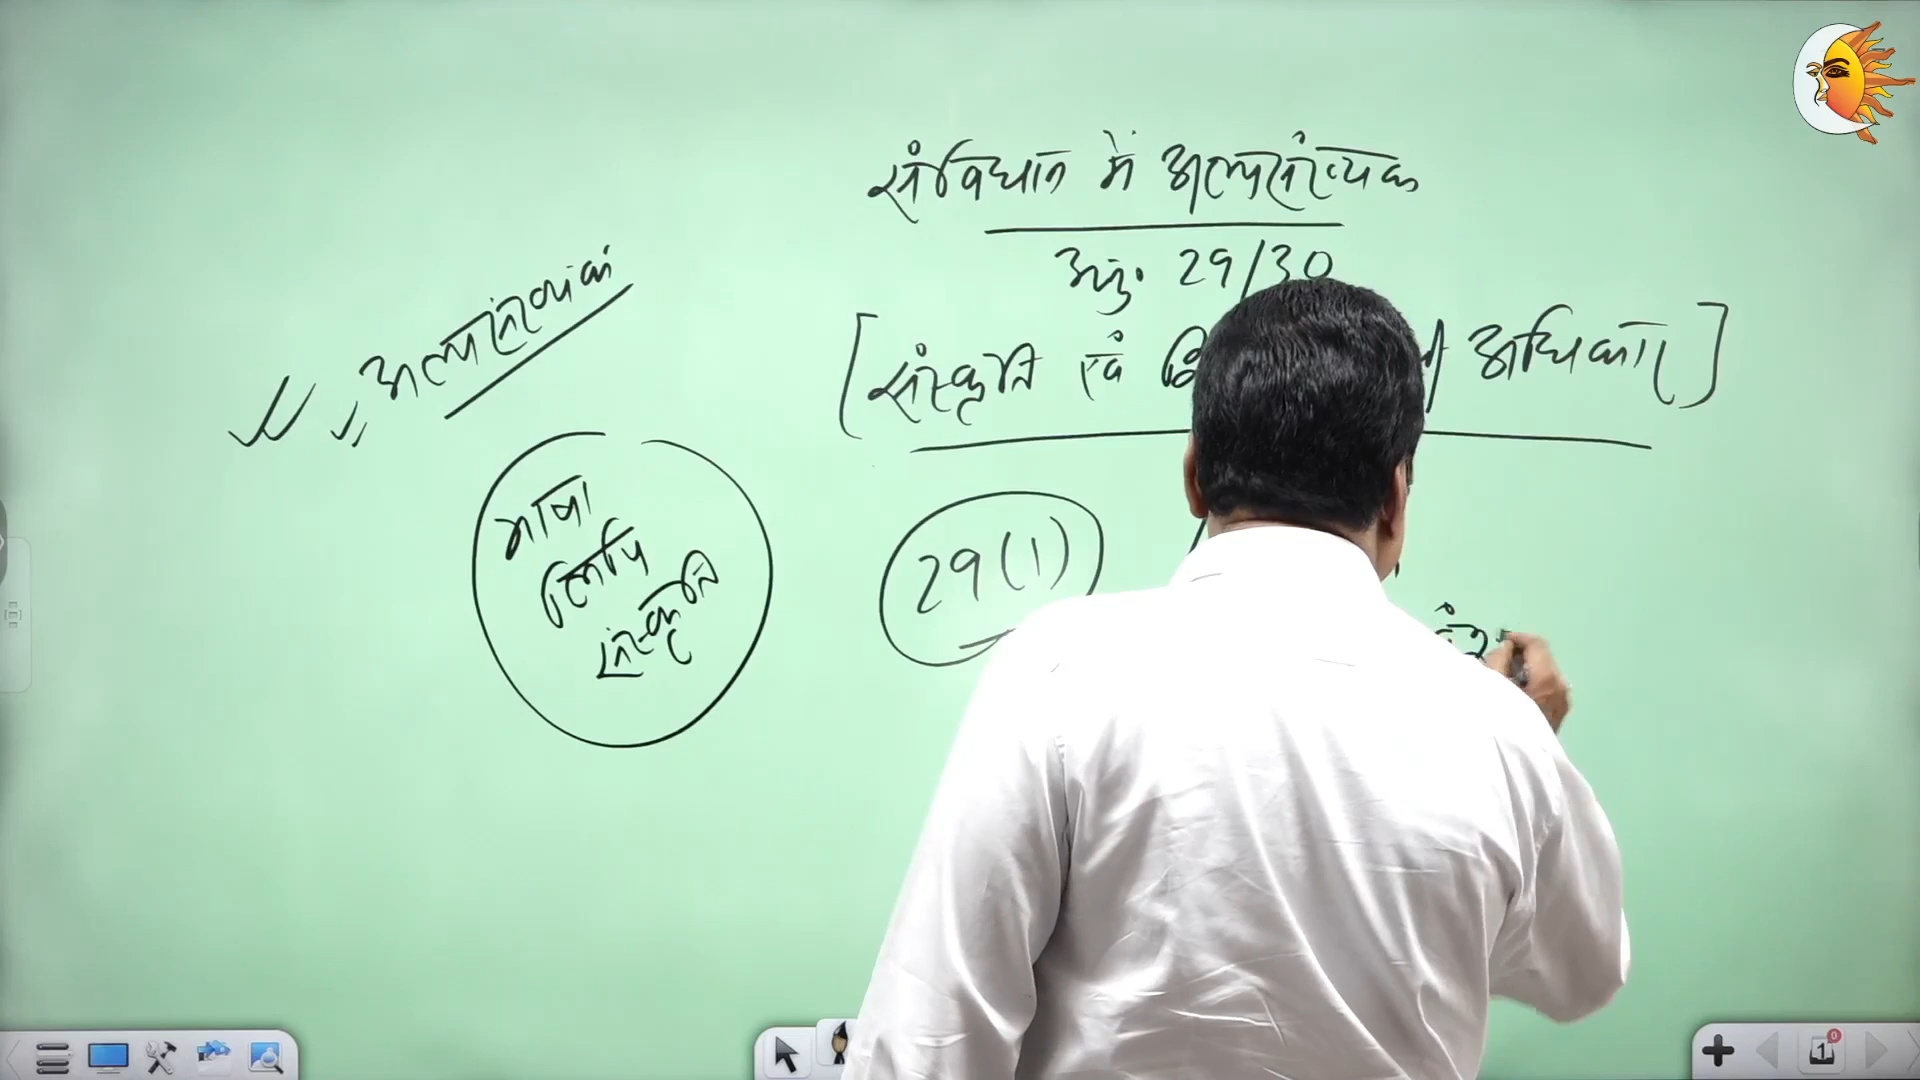 संविधान में अल्पसंख्यक
अनु. 29/30
[संस्कृति एवं अधिकार]
अल्पसंख्यक
भाषा
लिपि
संस्कृति
29(1)